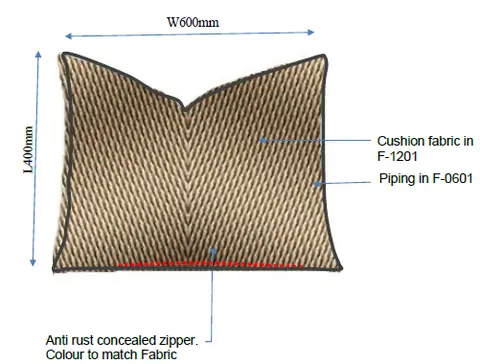 W600mm
L400mm
Cushion fabric in
F-1201
Piping in F-0601
Anti rust concealed zipper.
Colour to match Fabric